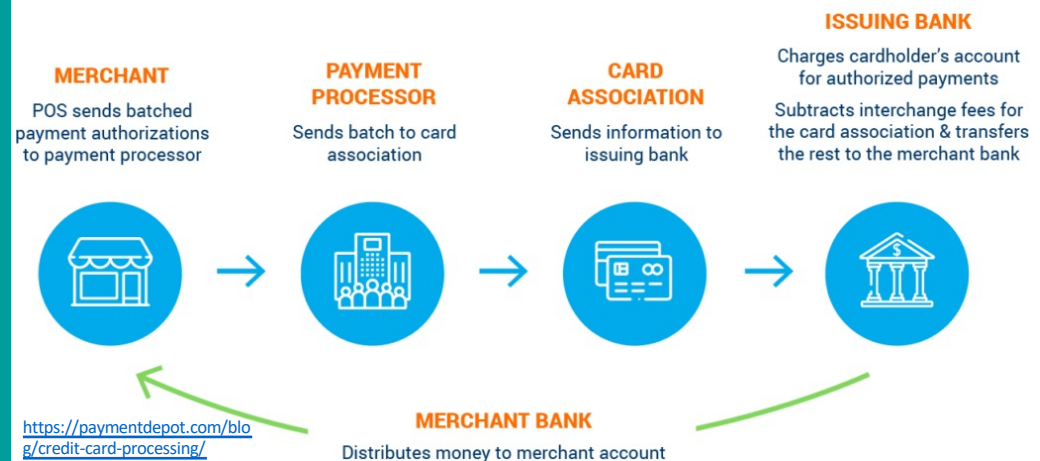 MERCHANT
POS sends batched
payment authorizations
to payment processor
PAYMENT
PROCESSOR
Sends batch to card
association
CARD
ASSOCIATION
Sends information to
issuing bank
ISSUING BANK
Charges cardholder's account
for authorized payments
Subtracts interchange fees for
the card association & transfers
the rest to the merchant bank
$
MERCHANT BANK
Distributes money to merchant account
https://paymentdepot.com/blo
g/credit-card-processing/